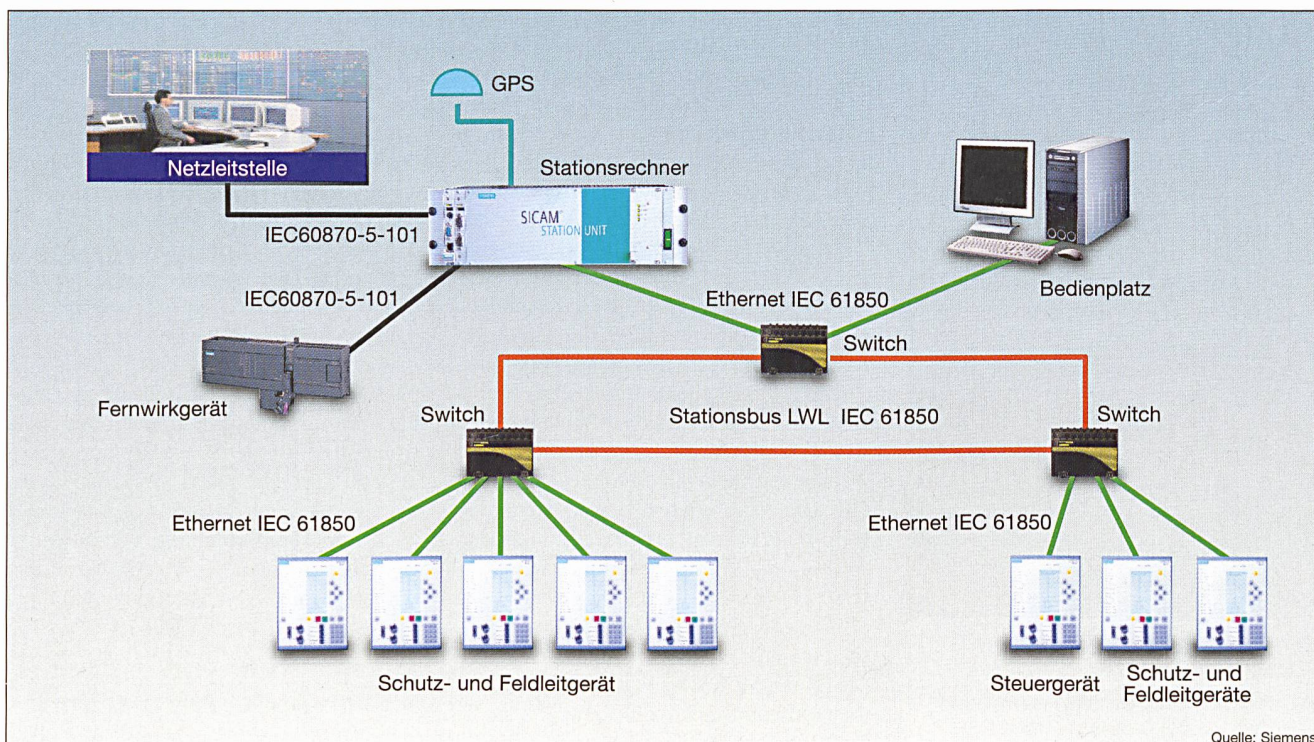 GPS
Netzleitstelle
Stationsrechner
SICAM
STATION UNIT
IEC60870-5-101
IEC60870-5-101
Ethernet IEC 61850
Bedienplatz
Switch
Fernwirkgerät
Switch
Stationsbus LWL IEC 61850
Switch
Ethernet IEC 61850
Ethernet IEC 61850
Schutz- und Feldleitgerät
Steuergerät
Schutz- und
Feldleitgeräte
Quelle: Siemens